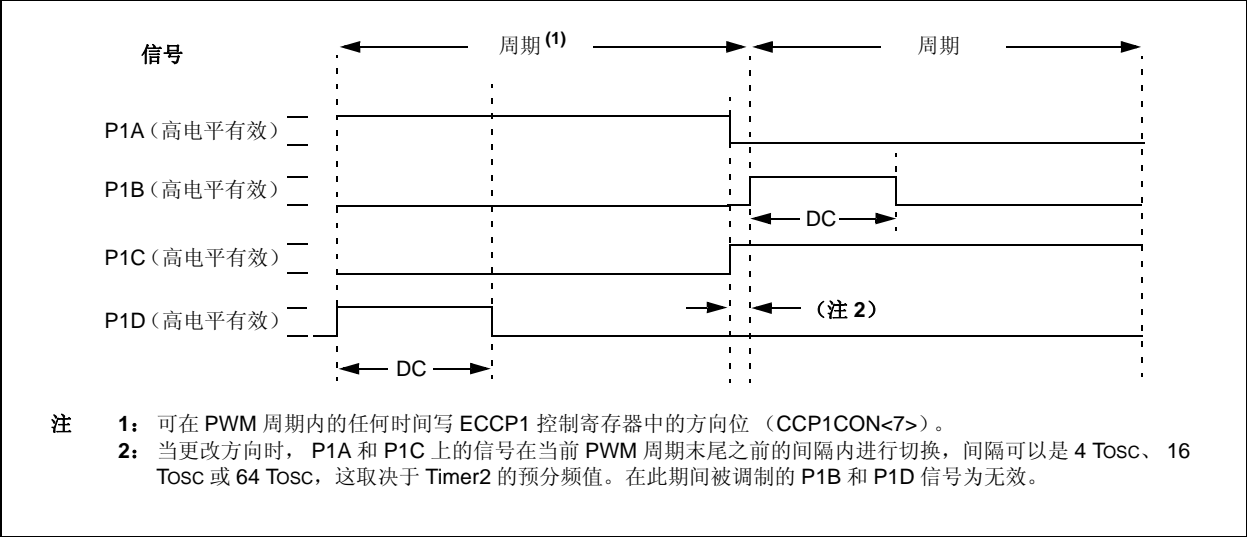 信号
周期(1)
周期
P1A（高电平有效）
P1B（高电平有效）
DC
P1C（高电平有效）
（注 2）
P1D（高电平有效）
DC
注 1： 可在 PWM 周期内的任何时间写 ECCP1 控制寄存器中的方向位 （CCP1CON<7>）。
2： 当更改方向时， P1A 和 P1C 上的信号在当前 PWM 周期末尾之前的间隔内进行切换，间隔可以是 4 TOSC、 16
TOSC 或 64 TOSC，这取决于 Timer2 的预分频值。在此期间被调制的 P1B 和 P1D 信号为无效。